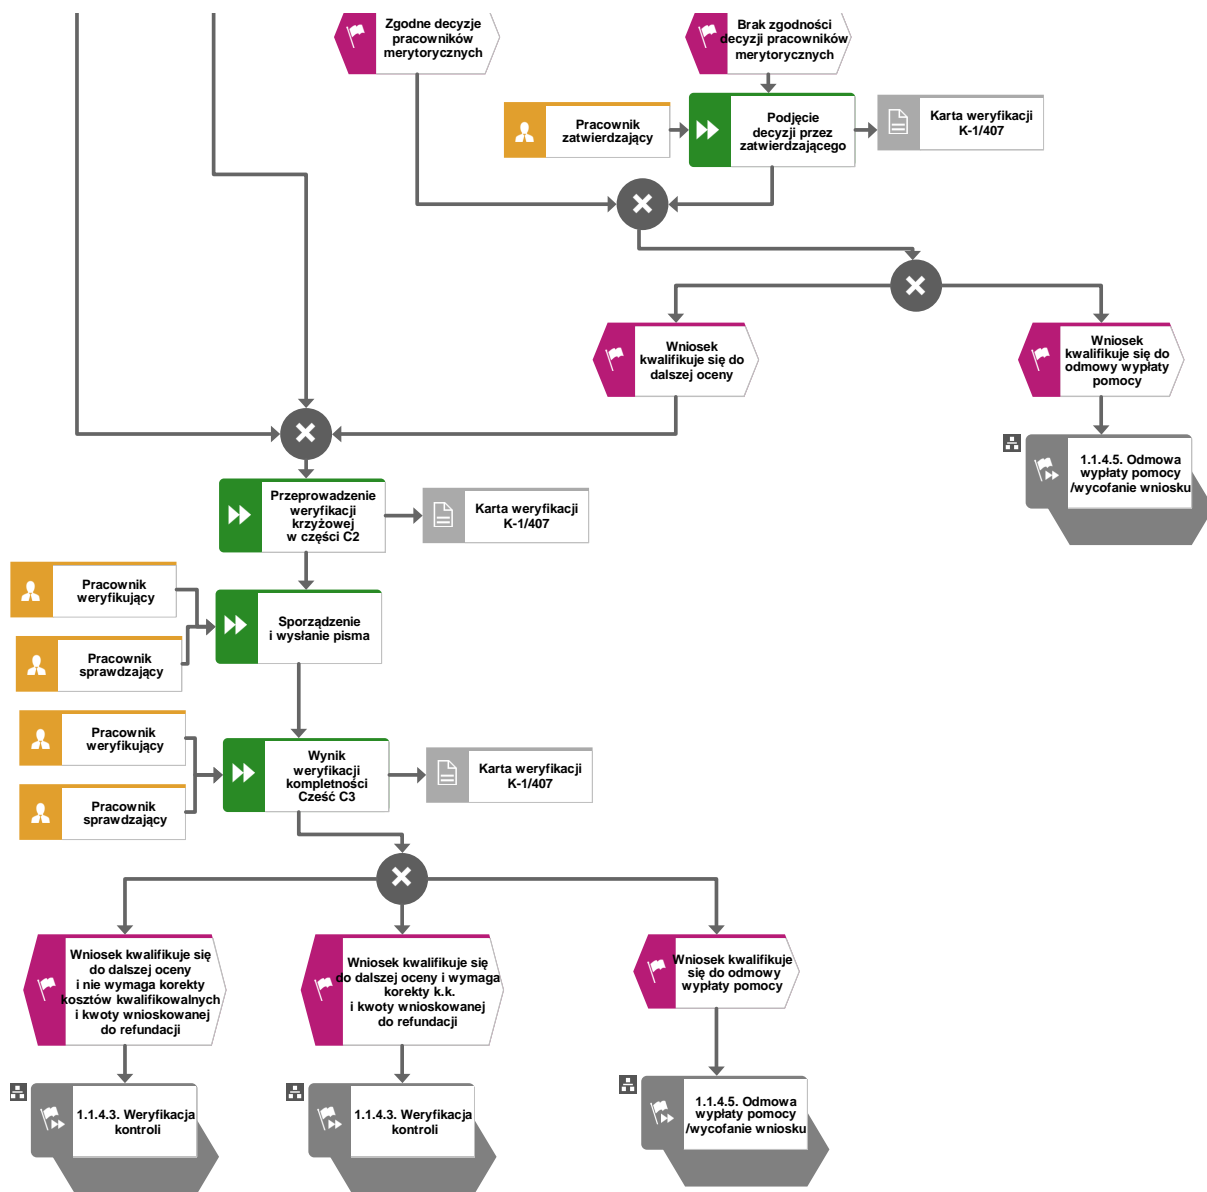 Zgodne decyzje
pracowników
merytorycznych
Brak zgodności
decyzji pracowników
merytorycznych
Pracownik
zatwierdzający
Podjęcie
decyzji przez
zatwierdzającego
Karta weryfikacji
K-1/407
Wniosek
kwalifikuje się do
dalszej oceny
Wniosek
kwalifikuje się do
odmowy wypłaty
pomocy
1.1.4.5. Odmowa
wypłaty pomocy
/wycofanie wniosku
Przeprowadzenie
weryfikacji
krzyżowej
w części C2
Karta weryfikacji
K-1/407
Pracownik
weryfikujący
Sporządzenie
i wysłanie pisma
Pracownik
sprawdzający
Pracownik
weryfikujący
Wynik
weryfikacji
kompletności
Cześć C3
Karta weryfikacji
K-1/407
Pracownik
sprawdzający
Wniosek kwalifikuje się
do dalszej oceny
i nie wymaga korekty
kosztów kwalifikowalnych
i kwoty wnioskowanej
do refundacji
Wniosek kwalifikuje się
do dalszej oceny i wymaga
korekty k.k.
i kwoty wnioskowanej
do refundacji
Wniosek kwalifikuje
się do odmowy
wypłaty pomocy
1.1.4.3. Weryfikacja
kontroli
1.1.4.3. Weryfikacja
kontroli
1.1.4.5. Odmowa
wypłaty pomocy
/wycofanie wniosku